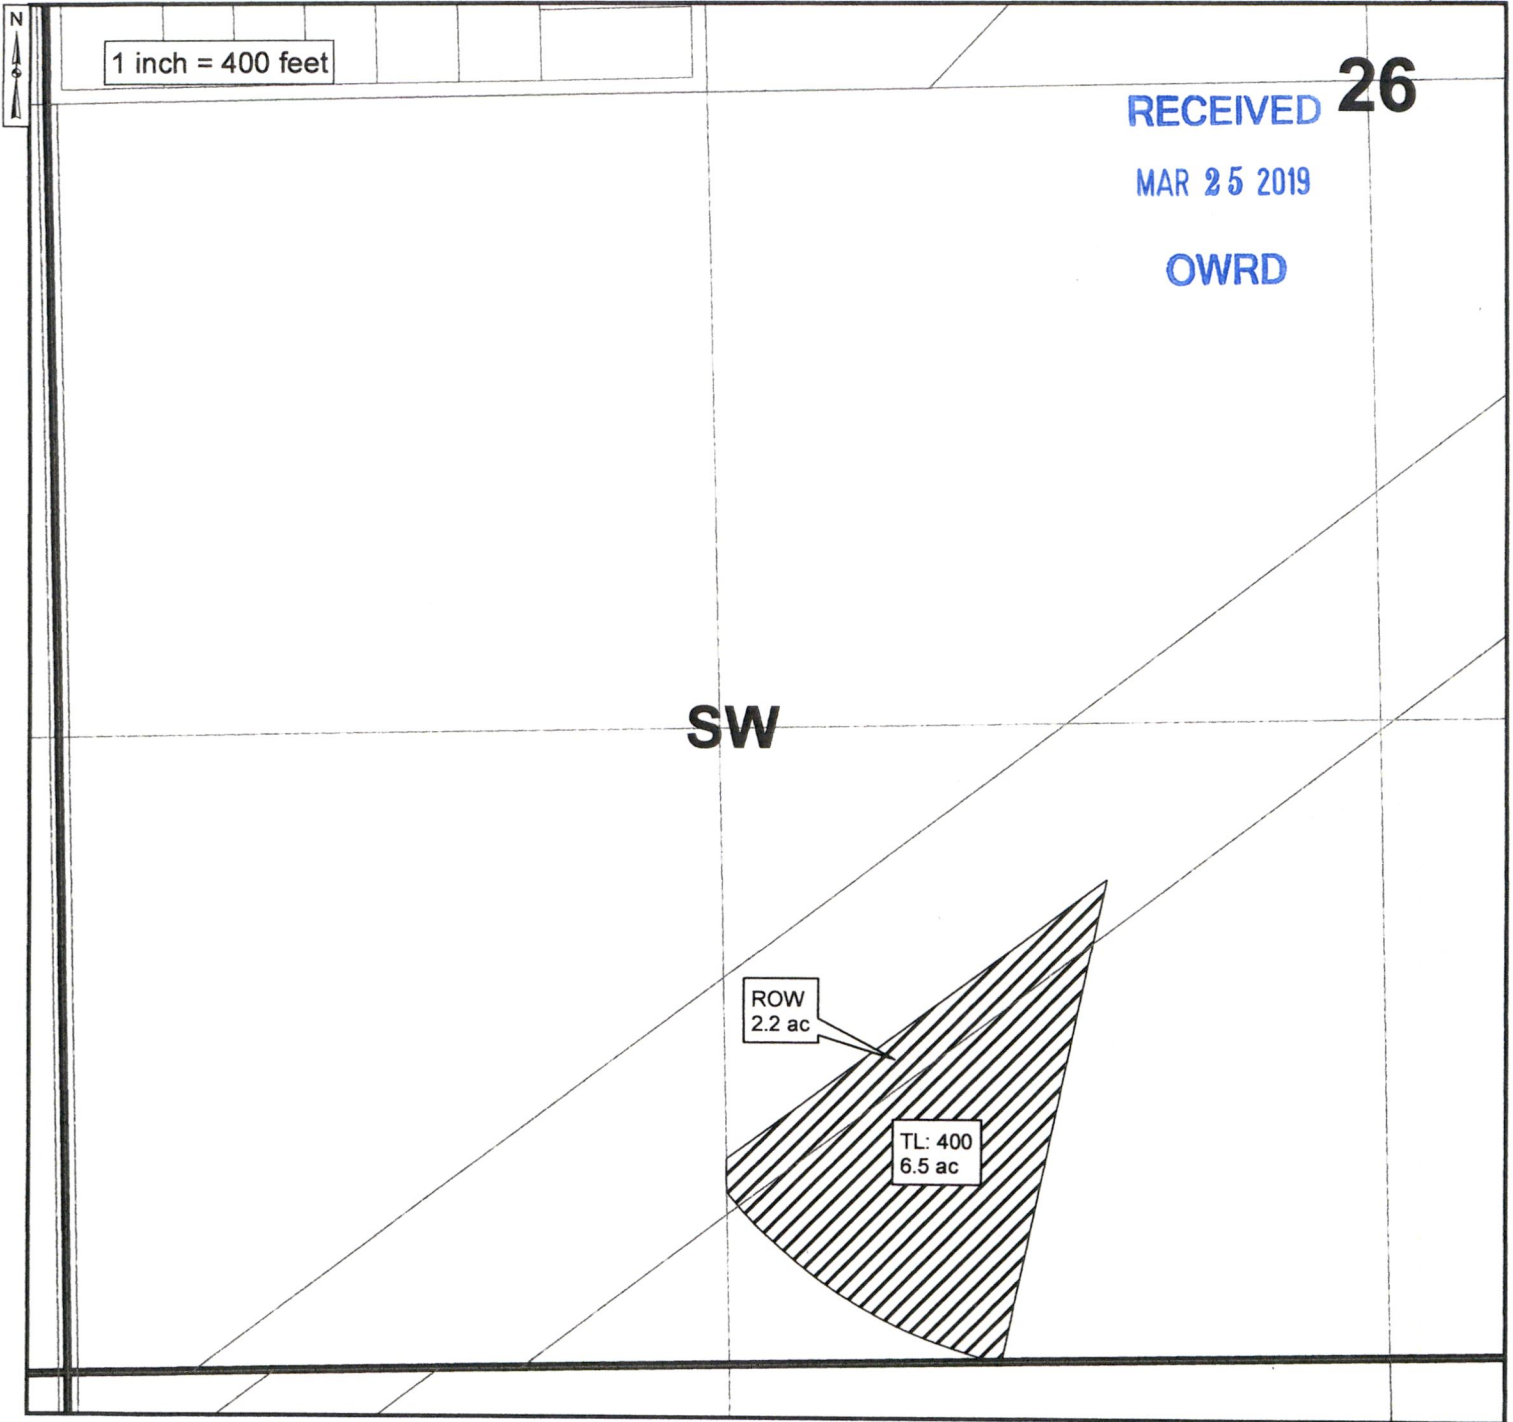 N
1 inch = 400 feet
26
RECEIVED
MAR 25 2019
OWRD
SW
ROW
2.2 ac
TL: 400
6.5 ac